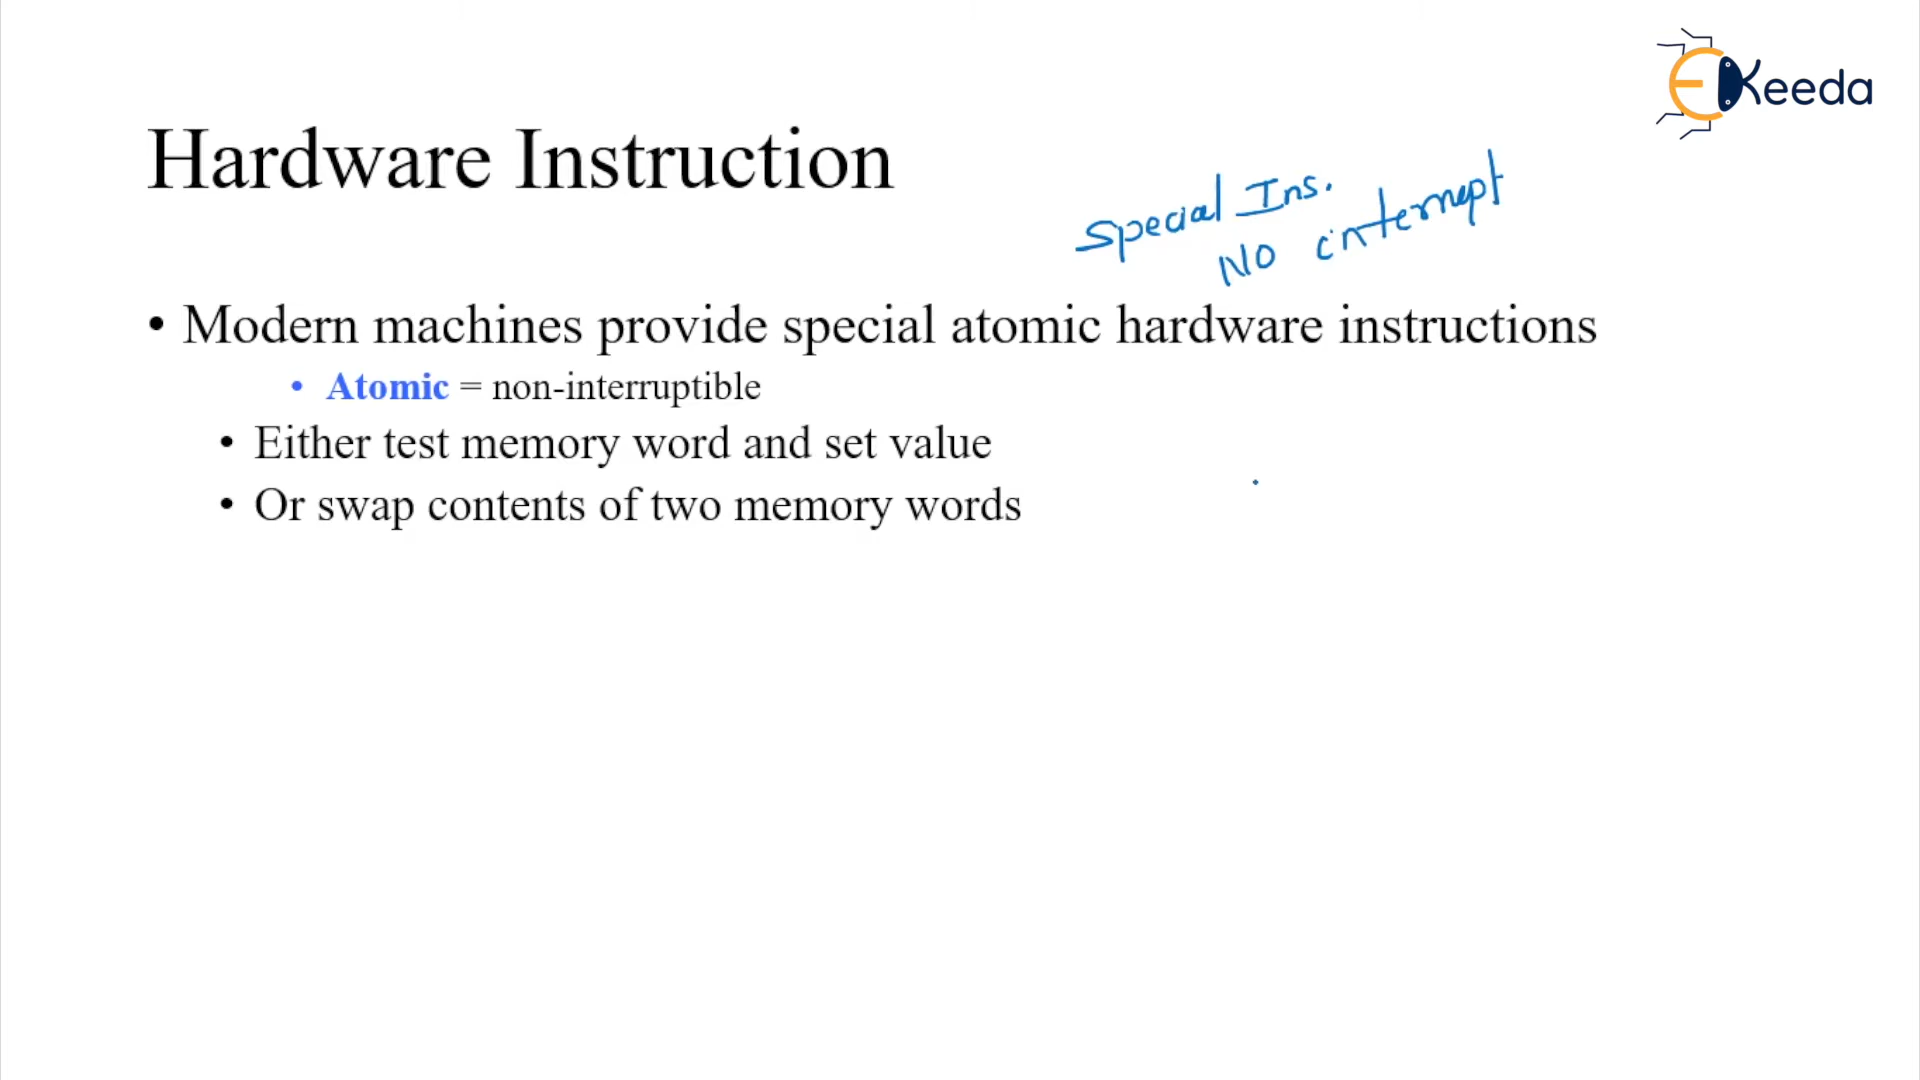 EKeeda
Hardware Instruction
Special Ins.
NO interrupt
• Modern machines provide special atomic hardware instructions
• Atomic = non-interruptible
• Either test memory word and set value
• Or swap contents of two memory words